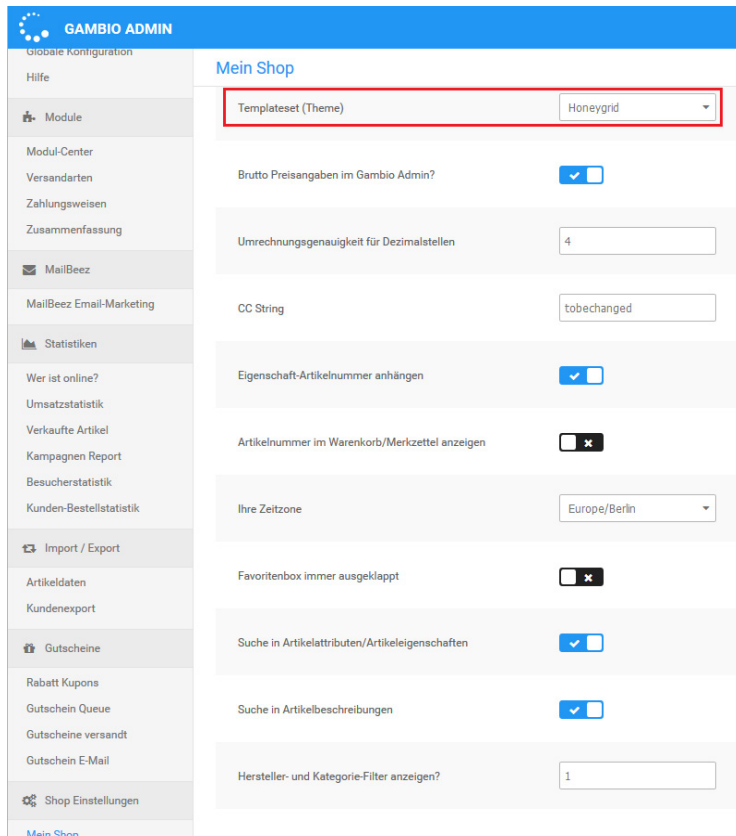 GAMBIO ADMIN
Globale Konfiguration
Hilfe
Module
Modul-Center
Versandarten
Zahlungsweisen
Zusammenfassung
MailBeez
MailBeez Email-Marketing
Statistiken
Wer ist online?
Umsatzstatistik
Verkaufte Artikel
Kampagnen Report
Besucherstatistik
Kunden-Bestellstatistik
Import / Export
Artikeldaten
Kundenexport
Gutscheine
Rabatt Kupons
Gutschein Queue
Gutscheine versandt
Gutschein E-Mail
Shop Einstellungen
Mein Shop
Mein Shop
Templateset (Theme) Honeygrid
Brutto Preisangaben im Gambio Admin?
Umrechnungsgenauigkeit für Dezimalstellen 4
CC String tobechanged
Eigenschaft-Artikelnummer anhängen
Artikelnummer im Warenkorb/Merkzettel anzeigen
Ihre Zeitzone Europe/Berlin
Favoritenbox immer ausgeklappt
Suche in Artikelattributen/Artikeleigenschaften
Suche in Artikelbeschreibungen
Hersteller- und Kategorie-Filter anzeigen? 1